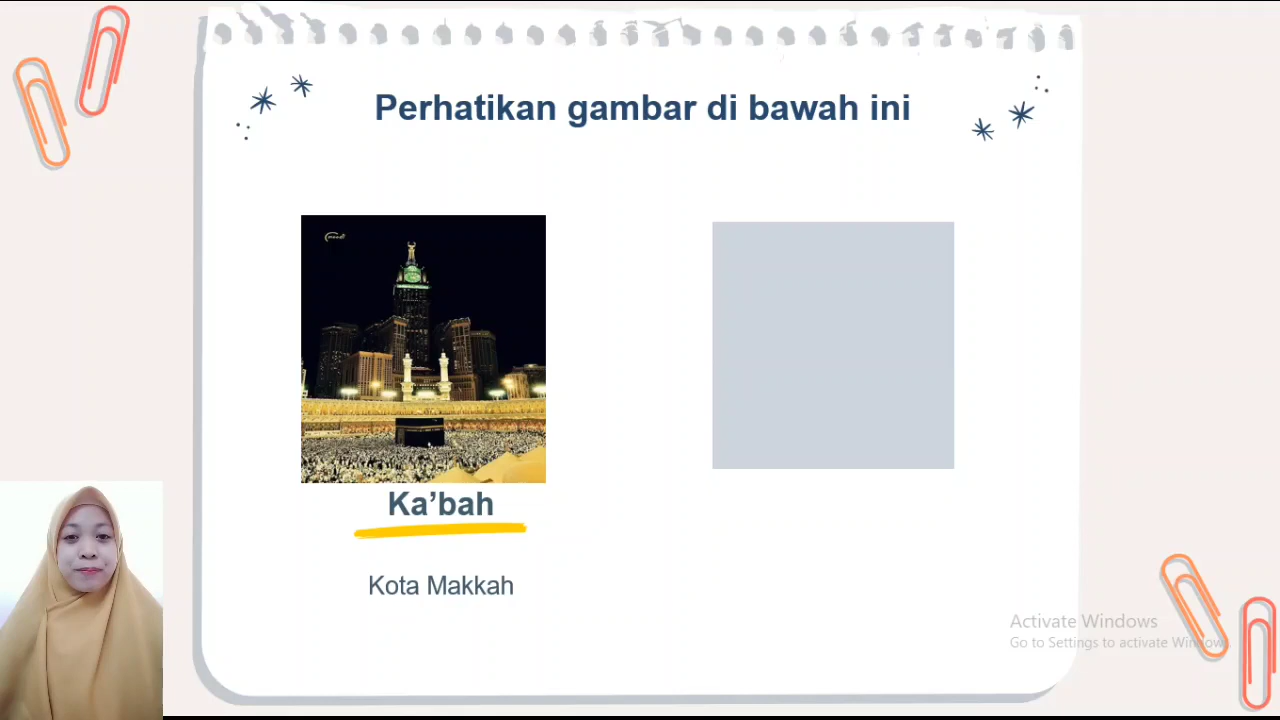 Perhatikan gambar di bawah ini
Ka’bah
Kota Makkah
Activate Windows
Go to Settings to activate Windows.